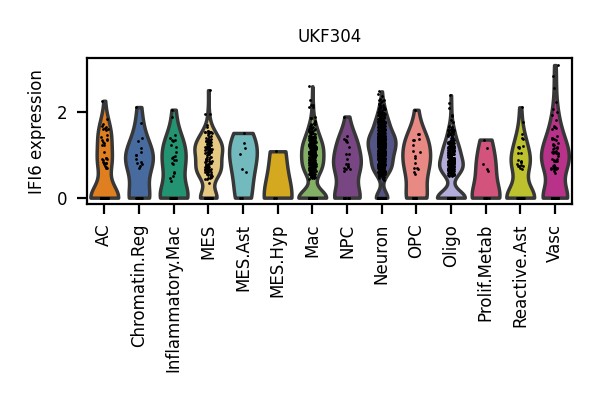 UKF304
IFI6 expression
2
0
AC
Chromatin.Reg
Inflammatory.Mac
MES
MES.Ast
MES.Hyp
Mac
NPC
Neuron
OPC
Oligo
Prolif.Metab
Reactive.Ast
Vasc